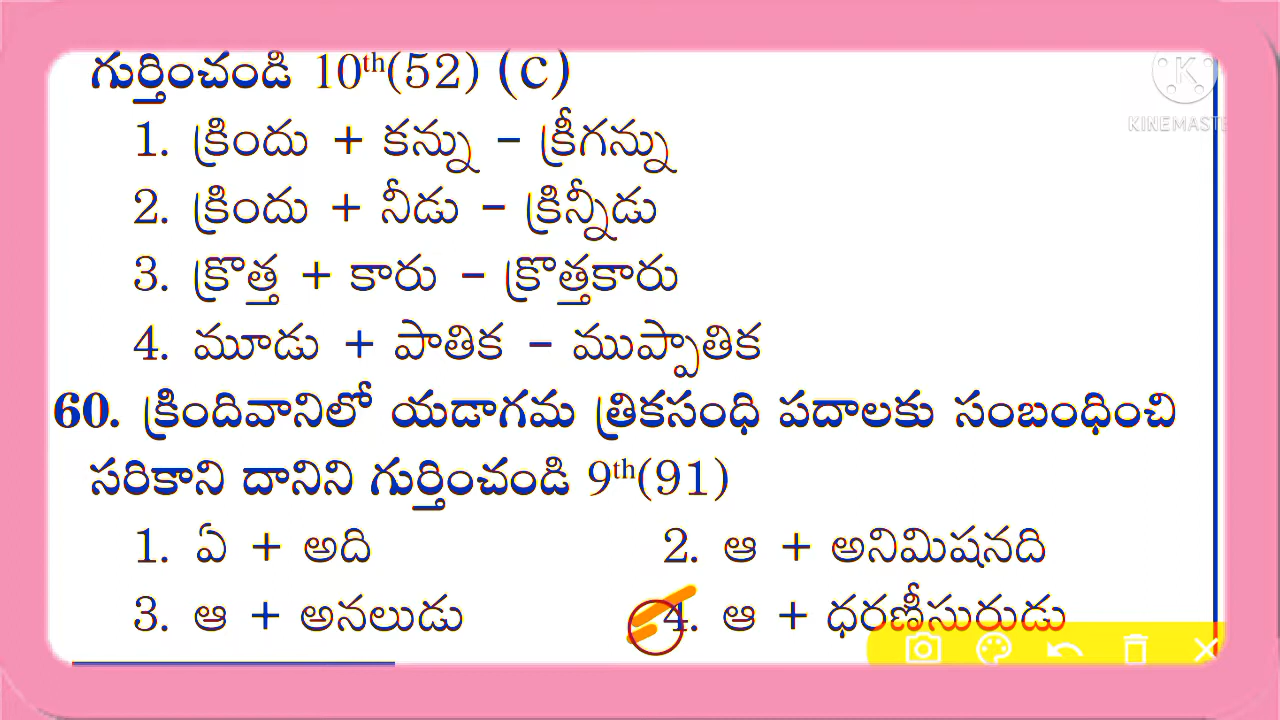 గుర్తించండి 10th(52) (c)
KINEMASTE
1. క్రిందు + కన్ను - క్రీగన్ను
2. క్రిందు + నీడు - క్రిన్నీడు
3. క్రొత్త + కారు - క్రొత్తకారు
4. మూడు + పాతిక - ముప్పాతిక
60. క్రిందివానిలో యడాగమ త్రికసంధి పదాలకు సంబంధించి
సరికాని దానిని గుర్తించండి 9th(91)
1. ఏ + అది 2. ఆ + అనిమిషనది
3. ఆ + అనలుడు 4. ఆ + ధరణీసురుడు